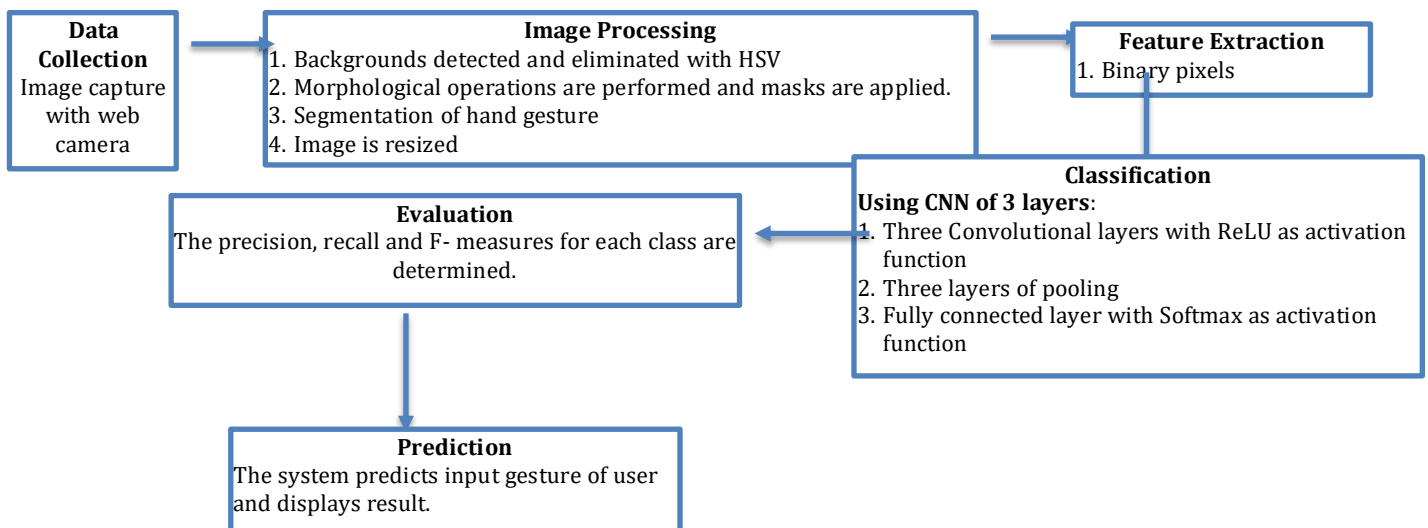 Data
Collection
Image capture
with web
camera
Image Processing
1. Backgrounds detected and eliminated with HSV
2. Morphological operations are performed and masks are applied.
3. Segmentation of hand gesture
4. Image is resized
Feature Extraction
1. Binary pixels
Classification
Using CNN of 3 layers:
1. Three Convolutional layers with ReLU as activation
function
2. Three layers of pooling
3. Fully connected layer with Softmax as activation
function
Evaluation
The precision, recall and F- measures for each class are
determined.
Prediction
The system predicts input gesture of user
and displays result.